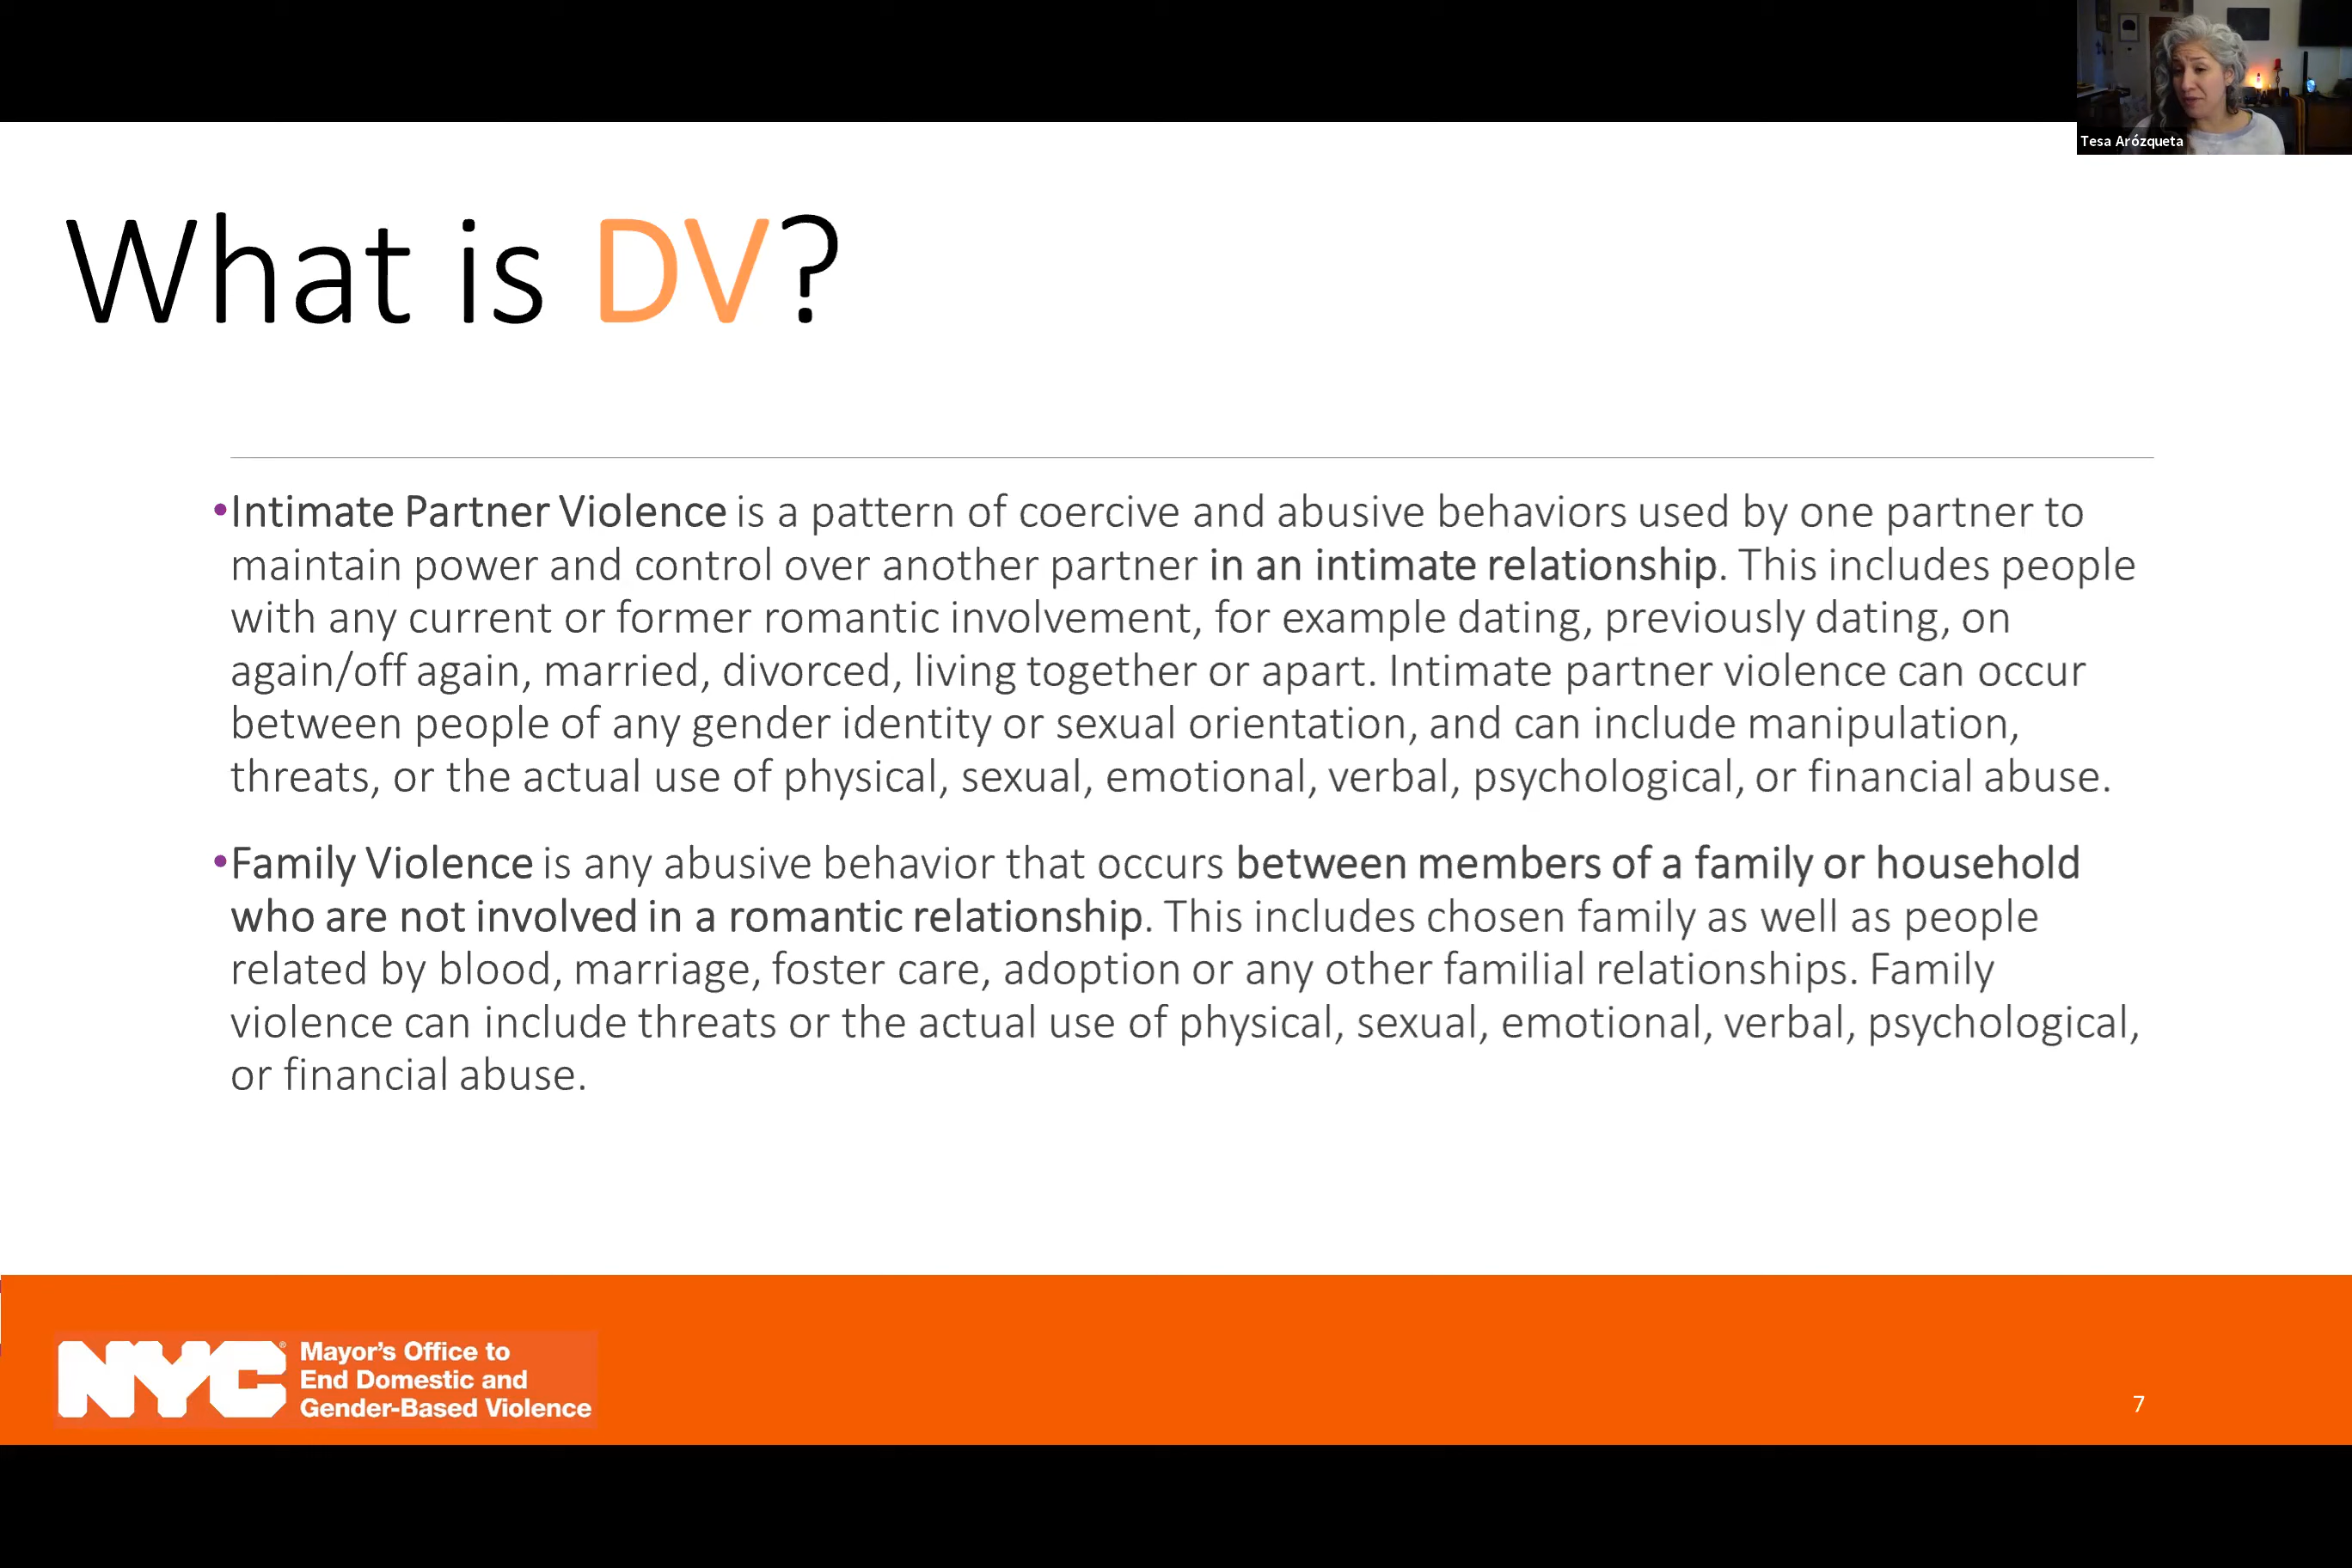 Tesa Arózqueta
What is DV?
•Intimate Partner Violence is a pattern of coercive and abusive behaviors used by one partner to
maintain power and control over another partner in an intimate relationship. This includes people
with any current or former romantic involvement, for example dating, previously dating, on
again/off again, married, divorced, living together or apart. Intimate partner violence can occur
between people of any gender identity or sexual orientation, and can include manipulation,
threats, or the actual use of physical, sexual, emotional, verbal, psychological, or financial abuse.
•Family Violence is any abusive behavior that occurs between members of a family or household
who are not involved in a romantic relationship. This includes chosen family as well as people
related by blood, marriage, foster care, adoption or any other familial relationships. Family
violence can include threats or the actual use of physical, sexual, emotional, verbal, psychological,
or financial abuse.
NYC®
Mayor's Office to
End Domestic and
Gender-Based Violence
7